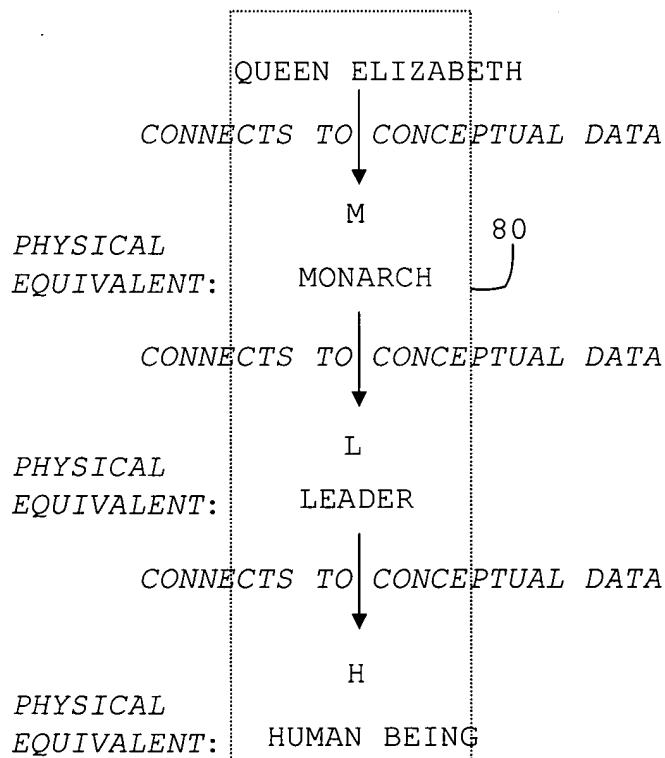 QUEEN ELIZABETH
CONNECTS TO CONCEPTUAL DATA
M
80
PHYSICAL
EQUIVALENT: MONARCH
CONNECTS TO CONCEPTUAL DATA
L
PHYSICAL
EQUIVALENT: LEADER
CONNECTS TO CONCEPTUAL DATA
H
PHYSICAL
EQUIVALENT: HUMAN BEING